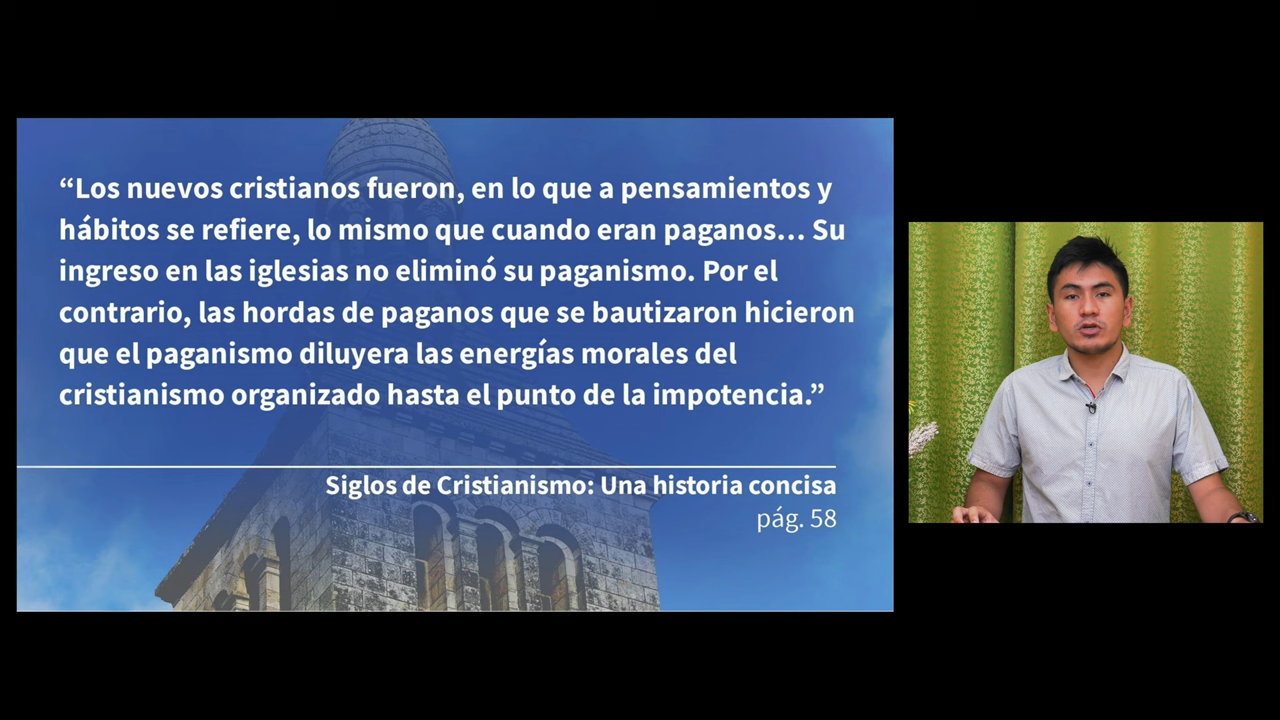 “Los nuevos cristianos fueron, en lo que a pensamientos y
hábitos se refiere, lo mismo que cuando eran paganos... Su
ingreso en las iglesias no eliminó su paganismo. Por el
contrario, las hordas de paganos que se bautizaron hicieron
que el paganismo diluyera las energías morales del
cristianismo organizado hasta el punto de la impotencia.”
Siglos de Cristianismo: Una historia concisa
pág. 58